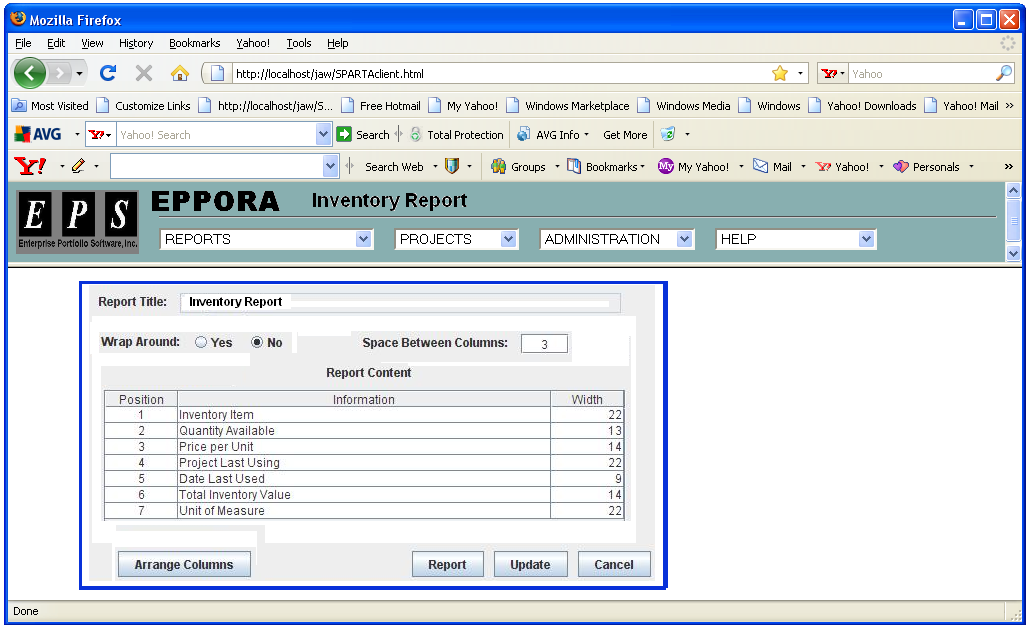 Mozilla Firefox
File Edit View History Bookmarks Yahoo! Tools Help
http://localhost/jaw/SPARTAclient.html Y! Yahoo
Most Visited Customize Links http://localhost/jaw/S... Free Hotmail My Yahoo! Windows Marketplace Windows Media Windows Yahoo! Downloads Yahoo! Mail »
AVG Y! Yahoo! Search Search Total Protection AVG Info Get More
Y! Search Web Groups Bookmarks My Yahoo! Mail Yahoo! Personals »
EPS EPPORA Inventory Report
Enterprise Portfolio Software, Inc.
REPORTS PROJECTS ADMINISTRATION HELP
Report Title: Inventory Report
Wrap Around: Yes No Space Between Columns: 3
Report Content
Position Information Width
1 Inventory Item 22
2 Quantity Available 13
3 Price per Unit 14
4 Project Last Using 22
5 Date Last Used 9
6 Total Inventory Value 14
7 Unit of Measure 22
Arrange Columns Report Update Cancel
Done